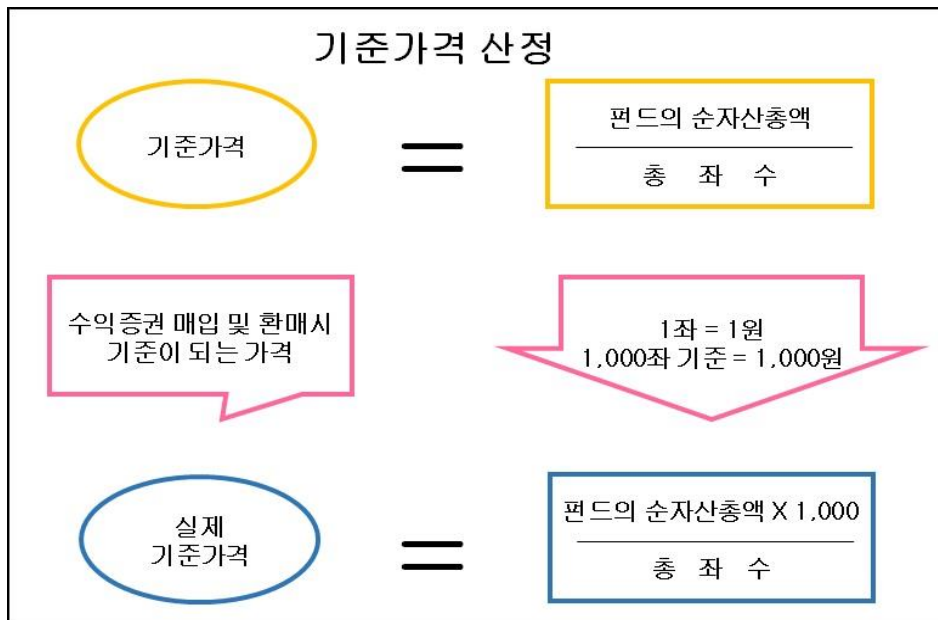 기준가격 산정
기준가격
=
펀드의 순자산총액
총 좌 수
수익증권 매입 및 환매시
기준이 되는 가격
1좌 = 1원
1,000좌 기준 = 1,000원
실제
기준가격
=
펀드의 순자산총액 X 1,000
총 좌 수